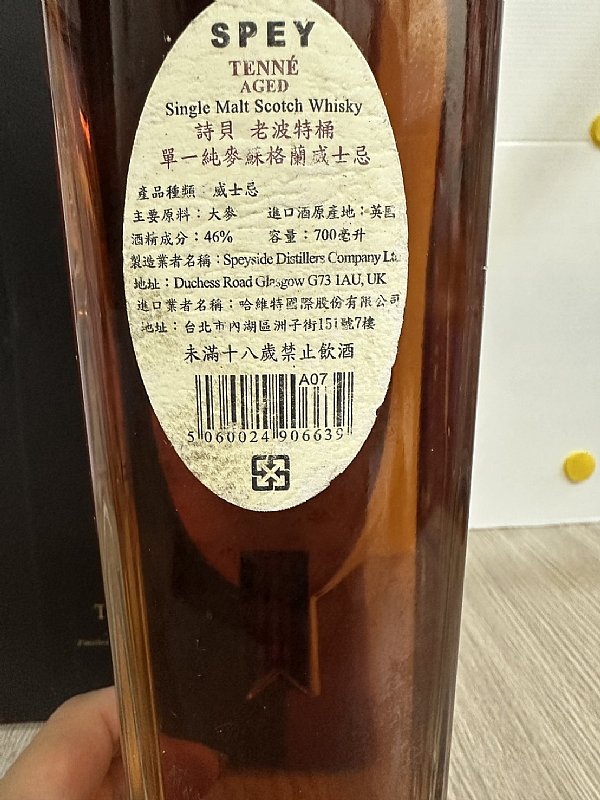 SPEY
TENNÉ
AGED
Single Malt Scotch Whisky
詩貝 老波特桶
單一純麥蘇格蘭威士忌
產品種類：威士忌
主要原料：大麥 進口酒原產地：英國
酒精成分：46% 容量：700毫升
製造業者名稱：Speyside Distillers Company Lt
地址：Duchess Road Glasgow G73 1AU, UK
進口業者名稱：哈維特國際股份有限公司
地址：台北市內湖區洲子街151號7樓
未滿十八歲禁止飲酒
A07
5 060024 906639